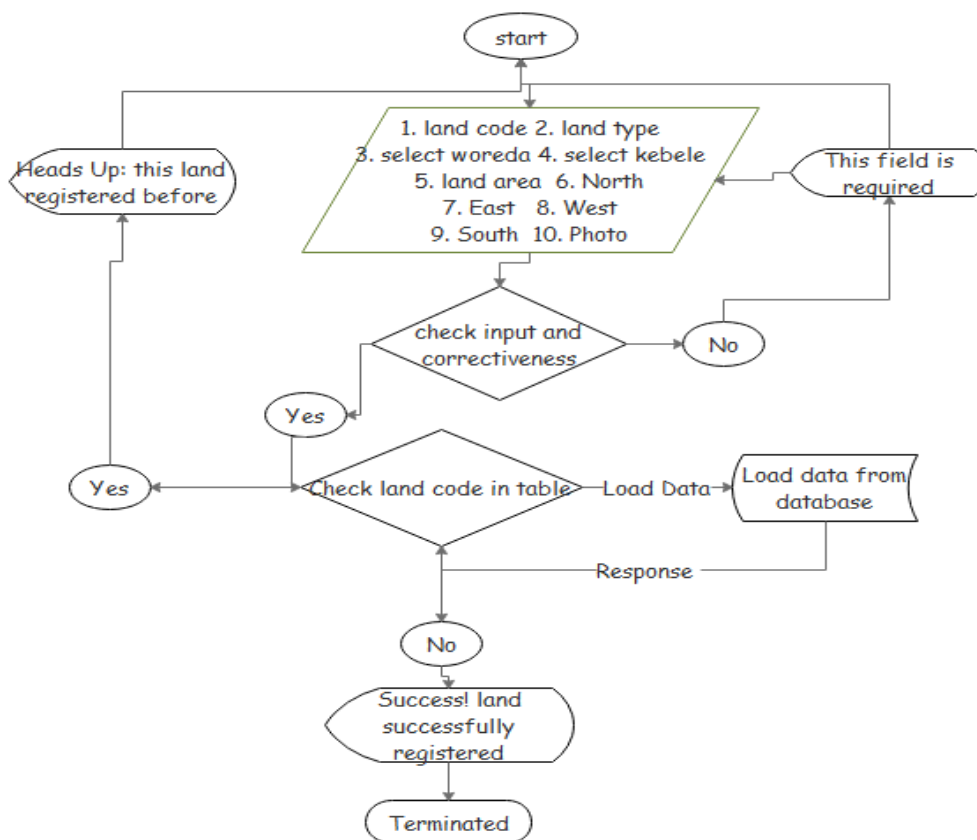 start
1. land code 2. land type
3. select woreda 4. select kebele
5. land area 6. North
7. East 8. West
9. South 10. Photo
Heads Up: this land
registered before
This field is
required
check input and
correctiveness
No
Yes
Yes
Check land code in table
Load Data
Load data from
database
Response
No
Success! land
successfully
registered
Terminated